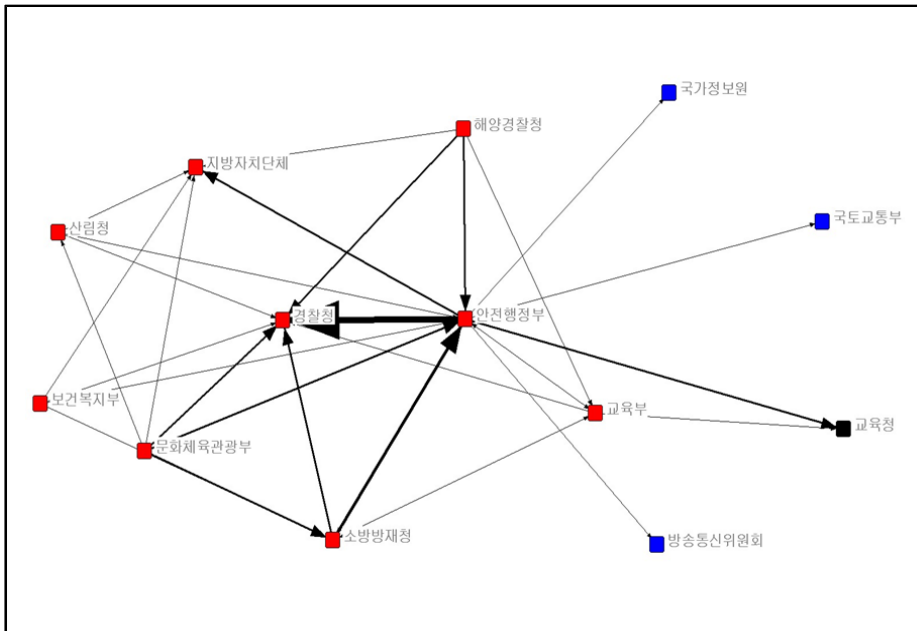 국가정보원
해양경찰청
지방자치단체
국토교통부
산림청
경찰청
안전행정부
보건복지부
교육부
교육청
문화체육관광부
소방방재청
방송통신위원회